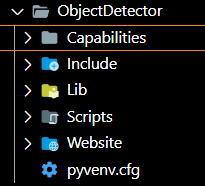 ObjectDetector
Capabilities
Include
Lib
Scripts
Website
pyvenv.cfg